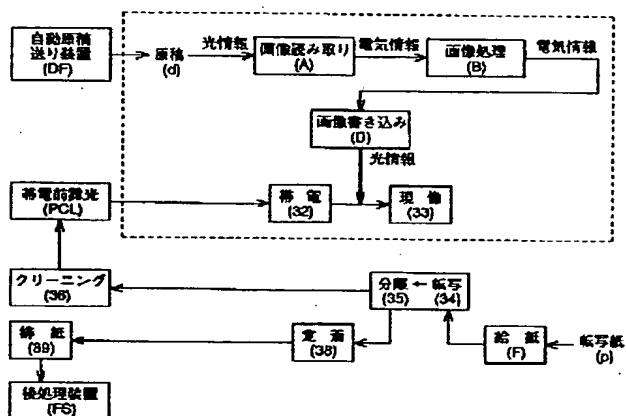 自動原稿
送り装置
(DF)
原稿
(d)
光情報
画像読み取り
(A)
電気情報
画像処理
(B)
電気情報
画像書き込み
(D)
光情報
帯電前露光
(PCL)
帯電
(32)
現像
(33)
クリーニング
(36)
分離 ← 転写
(35) (34)
排紙
(39)
定着
(38)
給紙
(F)
転写紙
(p)
後処理装置
(FS)